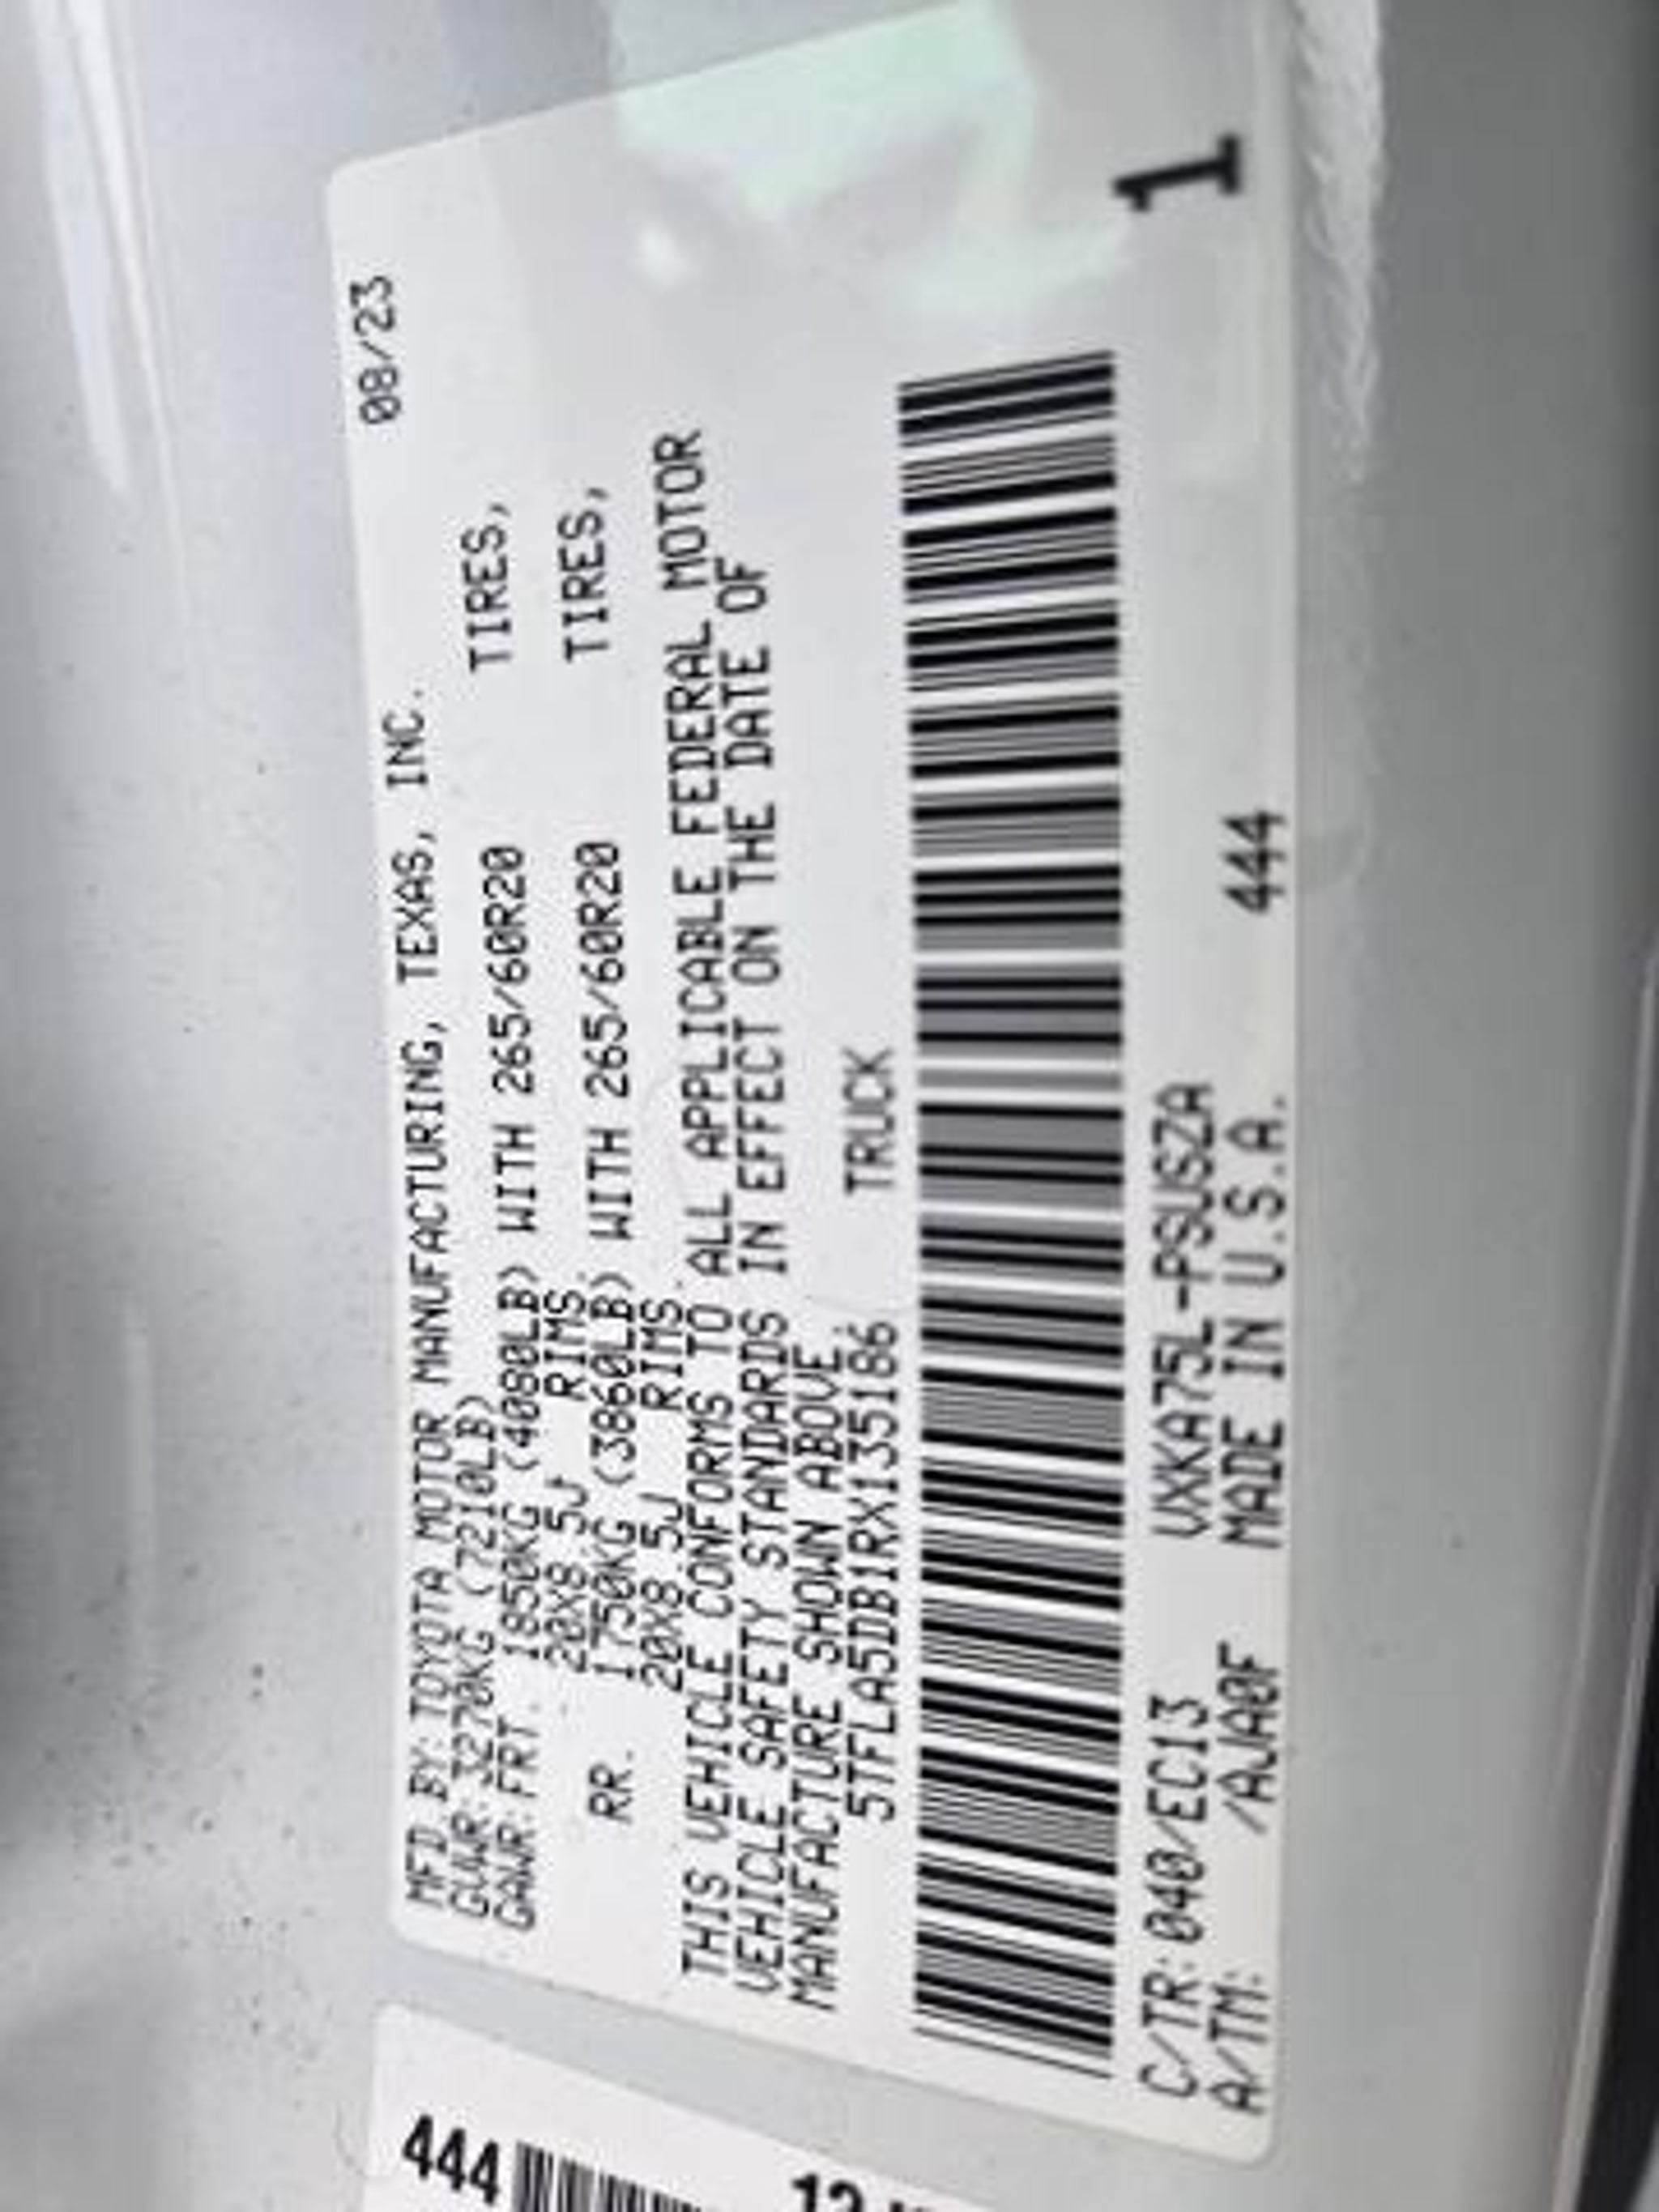 08/23
MFD BY: TOYOTA MOTOR MANUFACTURING, TEXAS, INC.
GVWR: 3270KG (7210LB)
GAWR: FRT. 1850KG (4080LB) WITH 265/60R20 TIRES,
20X8.5J RIMS.
RR. 1750KG (3860LB) WITH 265/60R20 TIRES,
20X8.5J RIMS.
THIS VEHICLE CONFORMS TO ALL APPLICABLE FEDERAL MOTOR
VEHICLE SAFETY STANDARDS IN EFFECT ON THE DATE OF
MANUFACTURE SHOWN ABOVE.
5TFLA5DB1RX135186 TRUCK
C/TR: 040/EC13 VXKA75L-PSUSZA
A/TM: /AJA0F MADE IN U.S.A. 444
1
444